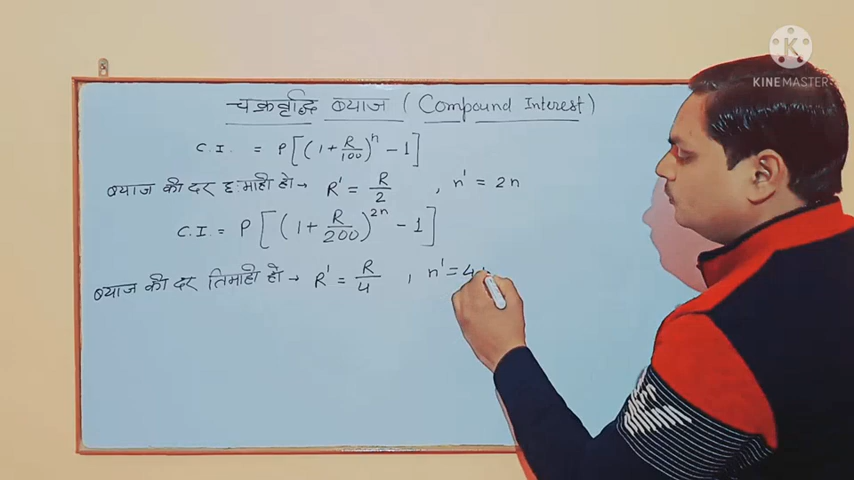 चक्रवृद्धि ब्याज (Compound Interest)
C.I. = P[(1+R/100)^n - 1]
ब्याज की दर छःमाही हो→ R' = R/2 , n' = 2n
C.I. = P[(1+R/200)^2n - 1]
ब्याज की दर तिमाही हो→ R' = R/4 , n' = 4
K
KINEMASTER